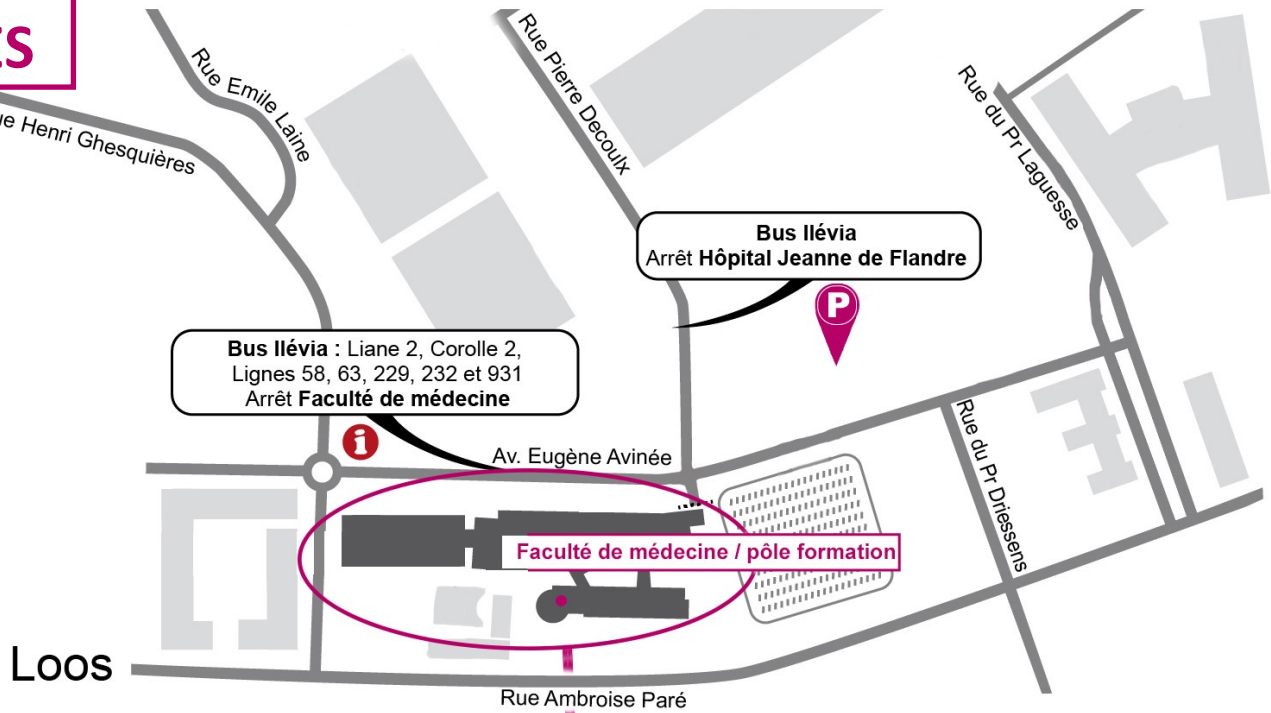 Rue Emile Laine
Rue Pierre Decoulx
Rue du Pr Laguesse
Henri Ghesquières
Bus Ilévia
Arrêt Hôpital Jeanne de Flandre
P
Bus Ilévia : Liane 2, Corolle 2,
Lignes 58, 63, 229, 232 et 931
Arrêt Faculté de médecine
i
Av. Eugène Avinée
Rue du Pr Driessens
Faculté de médecine / pôle formation
Loos
Rue Ambroise Paré